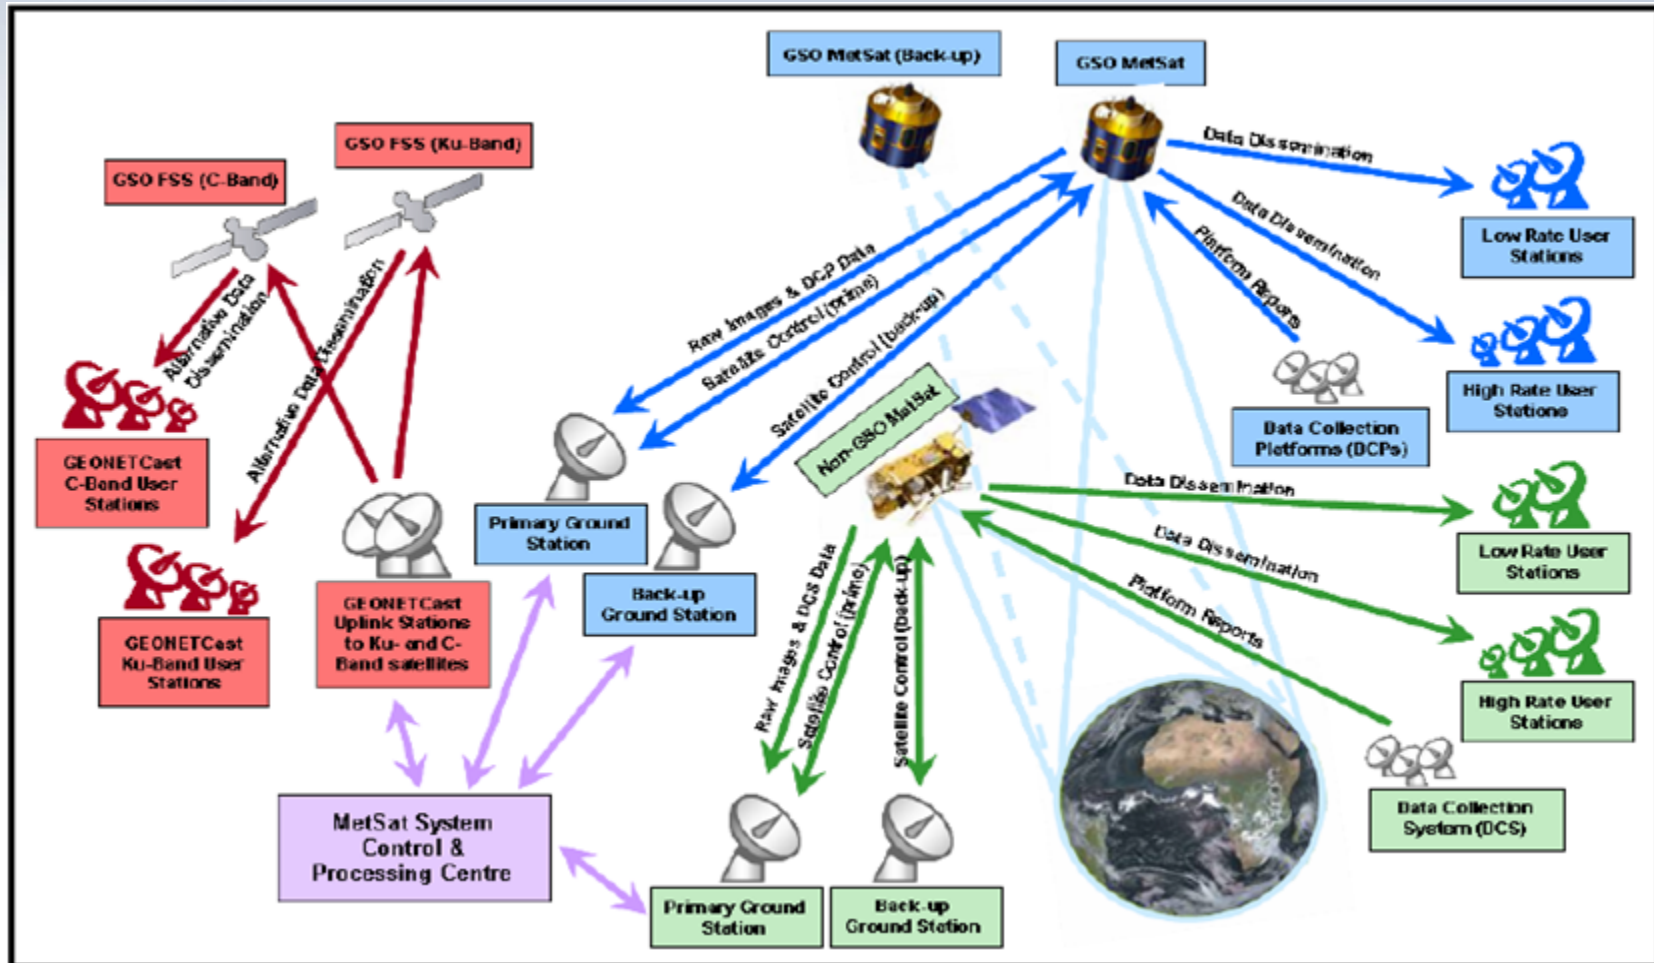 GSO MetSat (Back-up)
GSO MetSat
GSO FSS (Ku-Band)
GSO FSS (C-Band)
Data Dissemination
Low Rate User
Stations
Data Dissemination
High Rate User
Stations
Platform Reports
Data Collection
Platforms (DCPs)
Raw Images & DCP Data
Satellite Control (prime)
Satellite Control (back-up)
Alternative Data
Dissemination
Alternative Data Dissemination
GEONETCast
C-Band User
Stations
GEONETCast
Ku-Band User
Stations
GEONETCast
Uplink Stations
to Ku- and C-
Band satellites
Primary Ground
Station
Back-up
Ground Station
Non-GSO MetSat
Data Dissemination
Low Rate User
Stations
Data Dissemination
High Rate User
Stations
Platform Reports
Data Collection
System (DCS)
Raw Images & DCS Data
Satellite Control (prime)
Satellite Control (back-up)
MetSat System
Control &
Processing Centre
Primary Ground
Station
Back-up
Ground Station